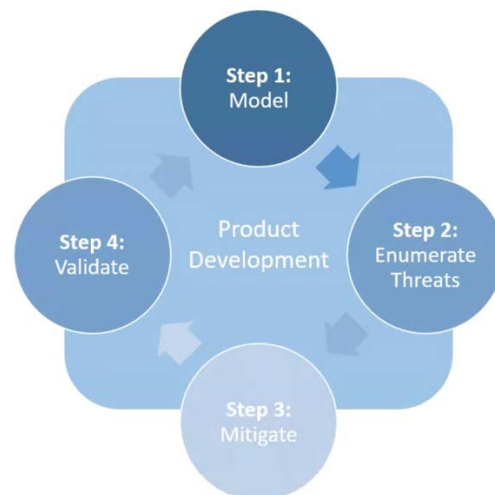 Step 1:
Model
Step 2:
Enumerate
Threats
Step 3:
Mitigate
Step 4:
Validate
Product
Development